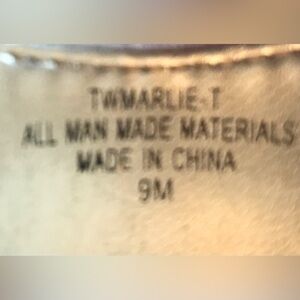 TWMARLIE-T
ALL MAN MADE MATERIALS
MADE IN CHINA
9M